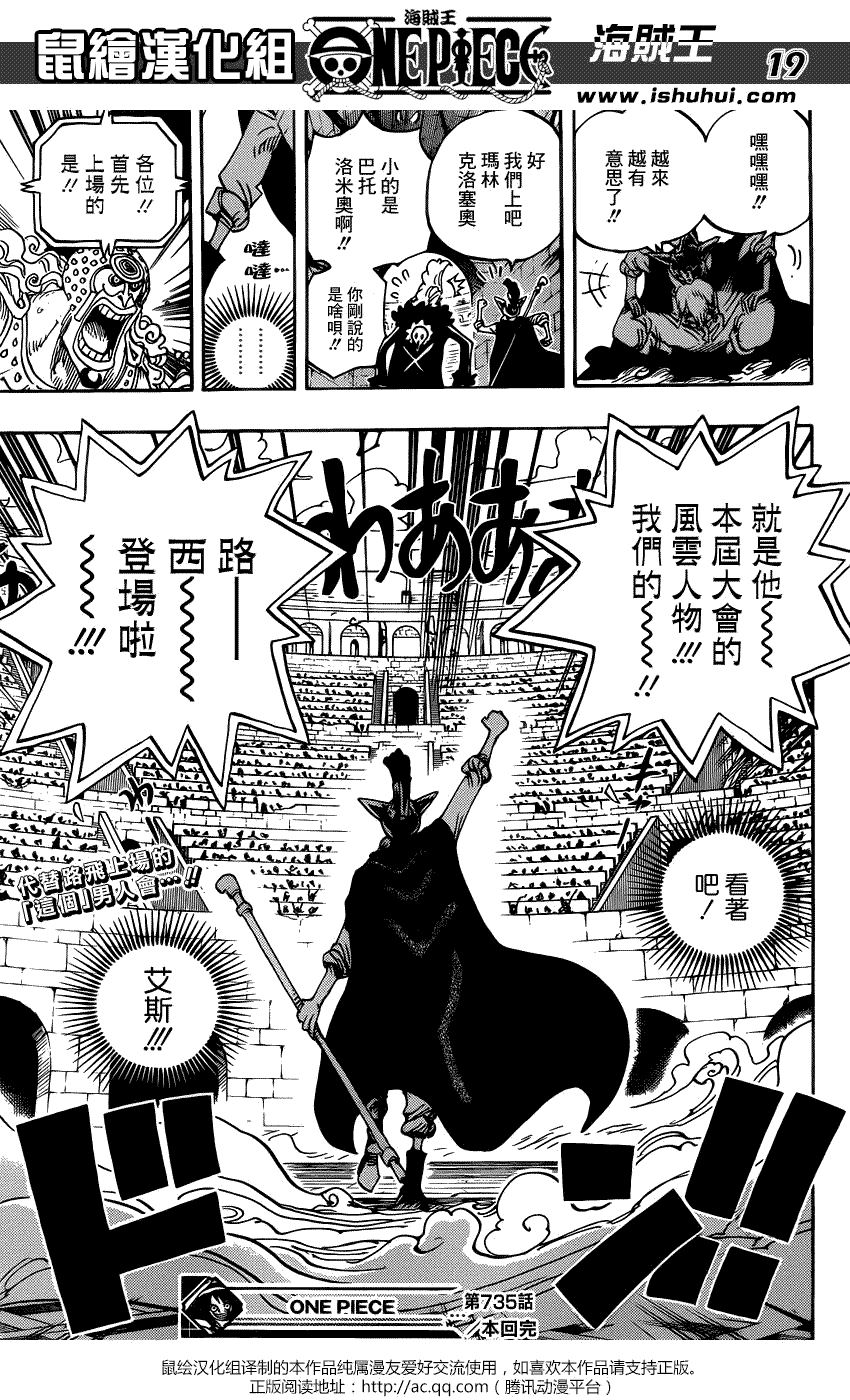 鼠繪漢化組
海賊王
ONE PIECE
海賊王
19
www.ishuhui.com
嘿嘿嘿!!
越來
越有
意思了!!
好
我們上吧
瑪林
克洛塞奧
小的是
巴托
洛米奧啊!!
你剛說的
是啥唄!!
噠
噠…
………
………
各位!!
首先
上場的
是!!
就是他~
本屆大會的
風雲人物!!!
我們的~~!!
わあああ
路——
西~~~
登場啦
~~!!!
看著
吧!
代替路飛上場的
「這個」男人會…!!
艾斯!!!
ドン!!
ONE PIECE
第735話
……／本回完
鼠绘汉化组译制的本作品纯属漫友爱好交流使用，如喜欢本作品请支持正版。
正版阅读地址：http://ac.qq.com（腾讯动漫平台）